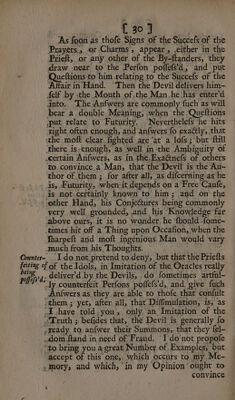 [ 30 ]
As soon as those Signs of the Success of the
Prayers, or Charms, appear, either in the
Priest, or any other of the By-standers, they
draw near to the Person possess'd, and put
Questions to him relating to the Success of the
Affair in Hand. Then the Devil delivers him-
self by the Mouth of the Man he has enter'd
into. The Answers are commonly such as will
bear a double Meaning, when the Questions
put relate to Futurity. Nevertheless he hits
right often enough, and answers so exactly, that
the most clear sighted are at a loss; but still
there is enough, as well in the Ambiguity of
certain Answers, as in the Exactness of others
to convince a Man, that the Devil is the Au-
thor of them; for after all, as discerning as he
is, Futurity, when it depends on a Free Cause,
is not certainly known to him; and on the
other Hand, his Conjectures being commonly
very well grounded, and his Knowledge far
above ours, it is no wonder he should some-
times hit off a Thing upon Occasion, when the
sharpest and most ingenious Man would vary
much from his Thoughts.
Counter-
feiting of
being
possess'd.
I do not pretend to deny, but that the Priests
of the Idols, in Imitation of the Oracles really
deliver'd by the Devils, do sometimes artful-
ly counterfeit Persons possess'd, and give such
Answers as they are able to those that consult
them; yet, after all, that Dissimulation, is, as
I have told you, only an Imitation of the
Truth; besides that, the Devil is generally so
ready to answer their Summons, that they sel-
dom stand in need of Fraud. I do not propose
to bring you a great Number of Examples, but
accept of this one, which occurs to my Me-
mory, and which, in my Opinion ought to
convince